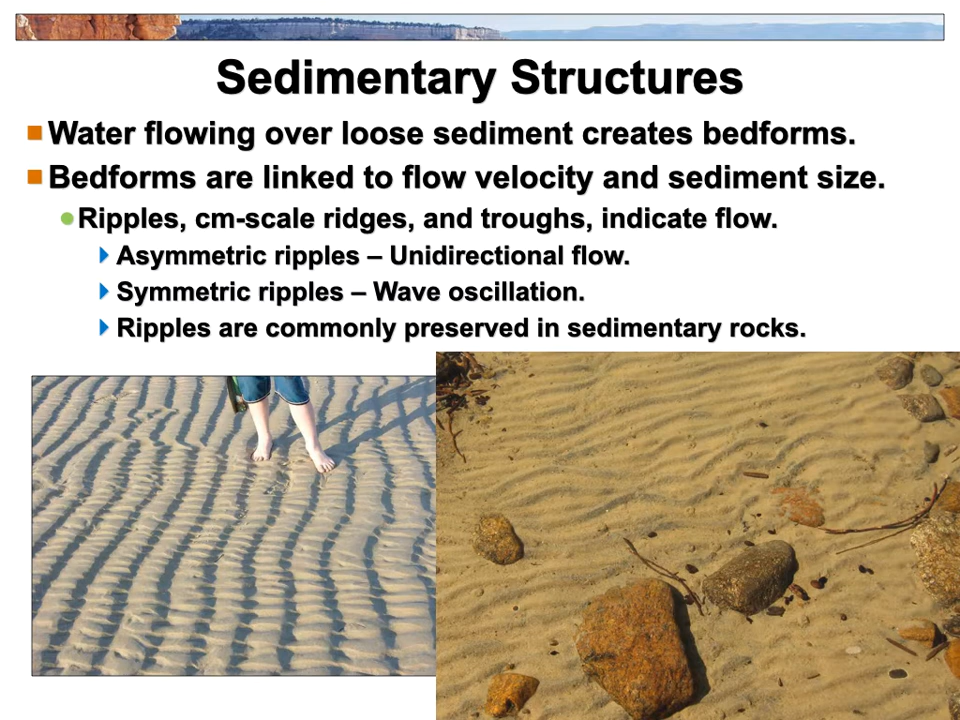 Sedimentary Structures
Water flowing over loose sediment creates bedforms.
Bedforms are linked to flow velocity and sediment size.
Ripples, cm-scale ridges, and troughs, indicate flow.
Asymmetric ripples – Unidirectional flow.
Symmetric ripples – Wave oscillation.
Ripples are commonly preserved in sedimentary rocks.